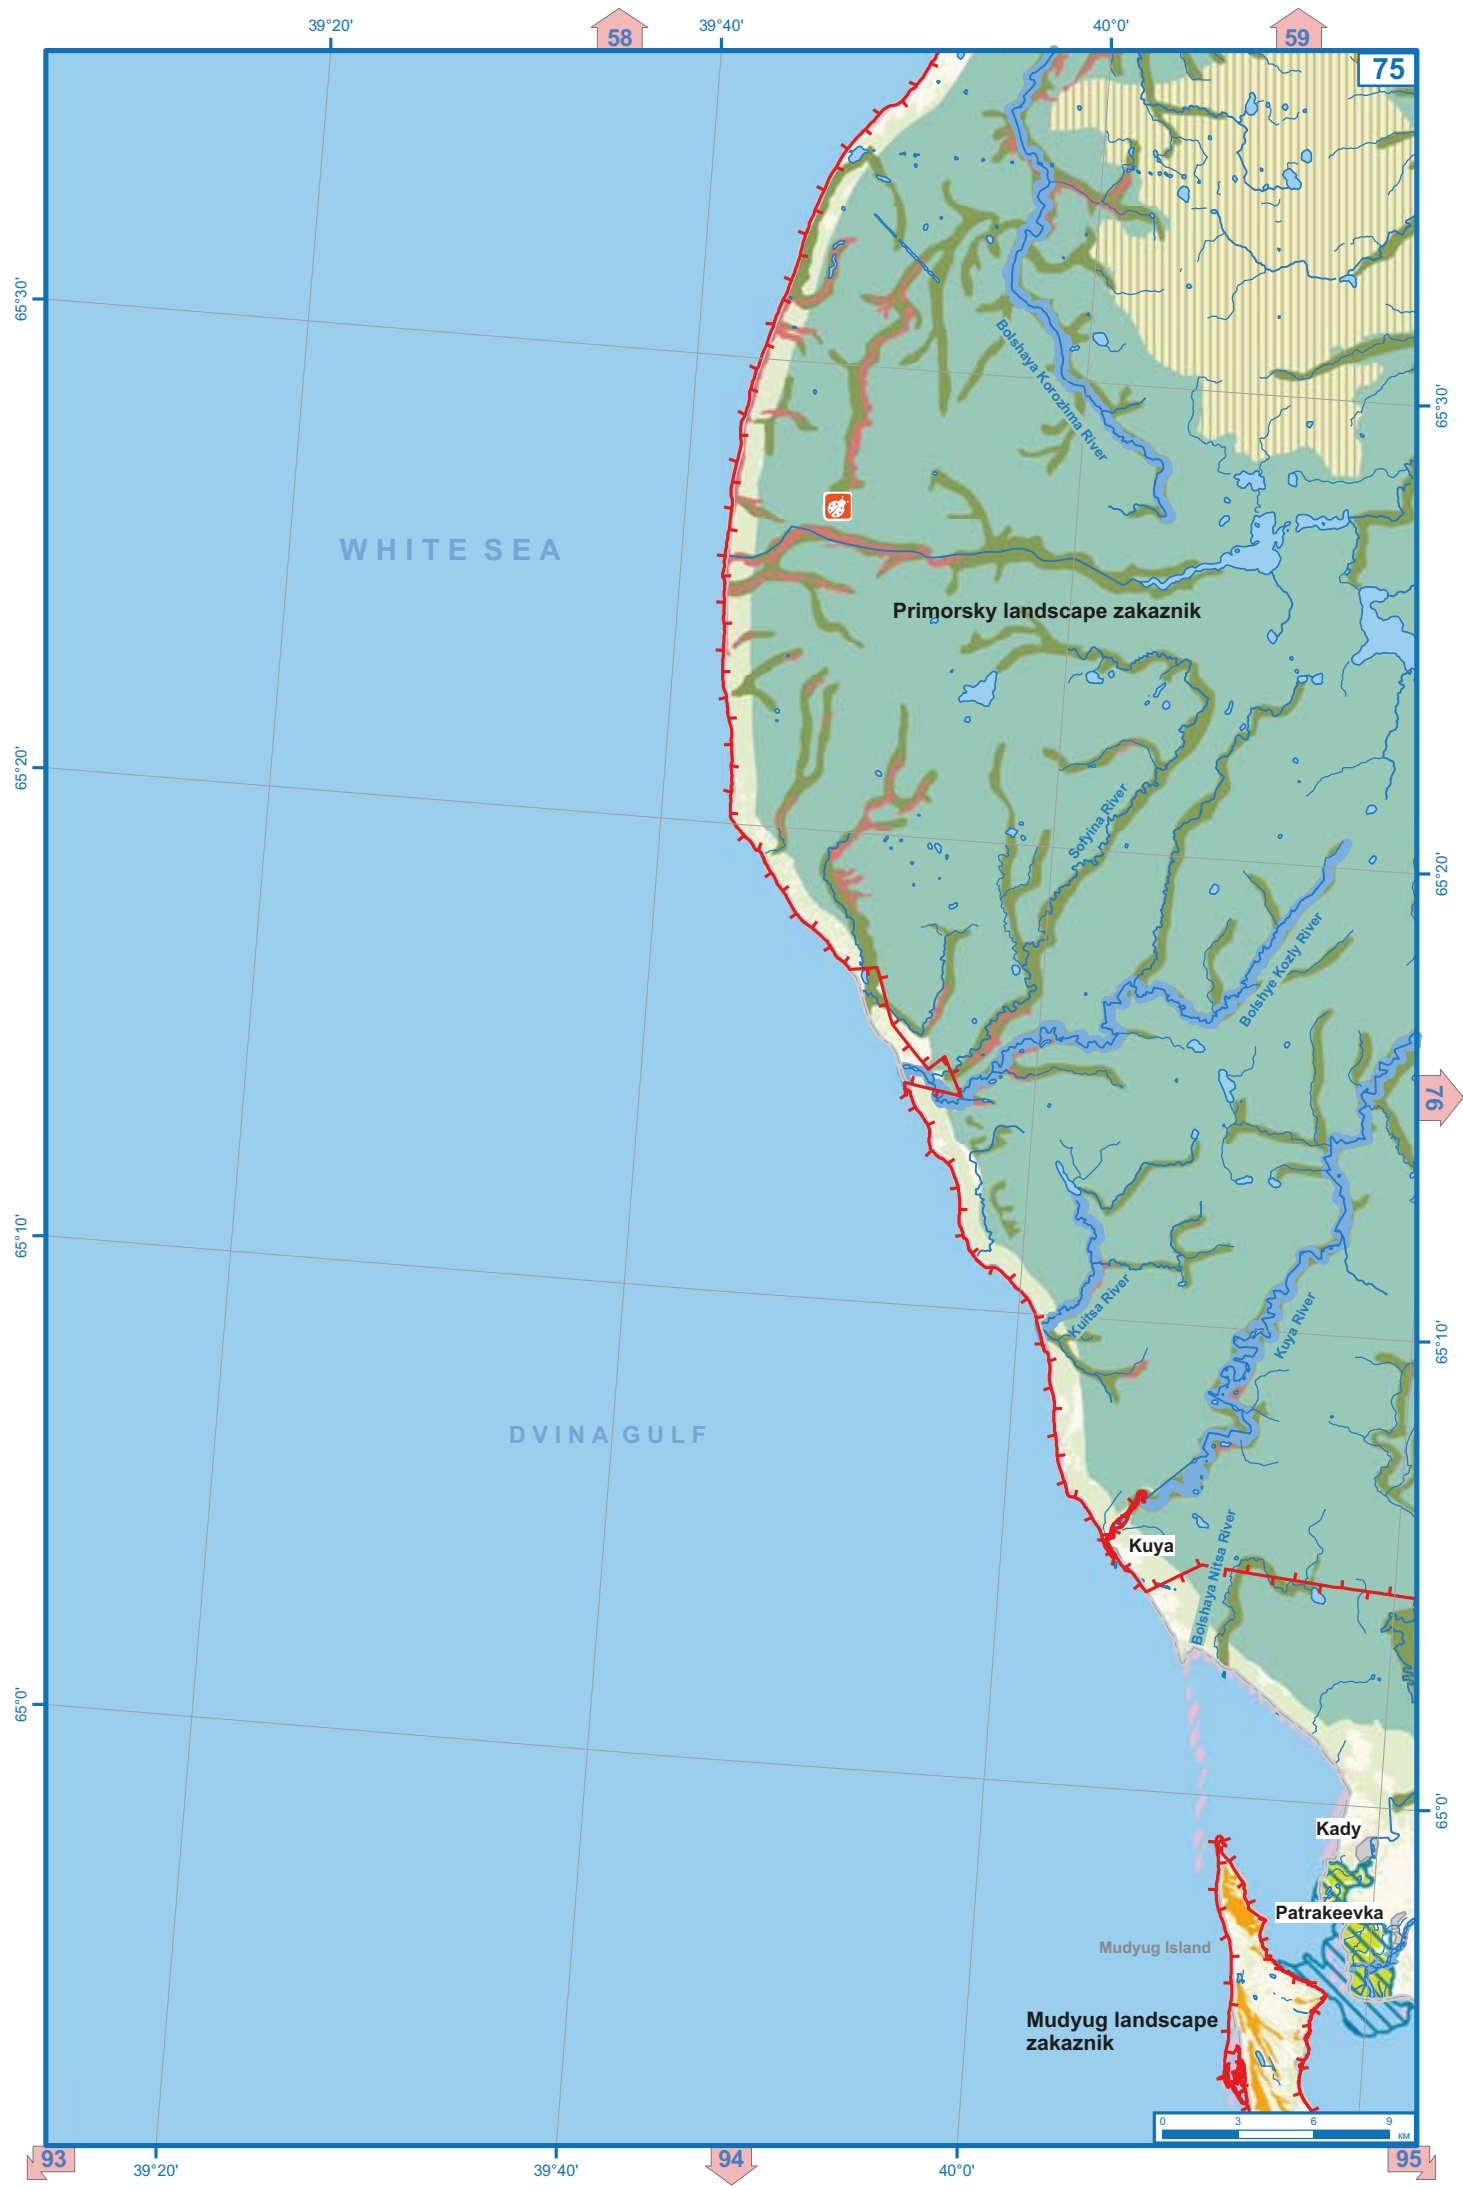 39°20'
58
39°40'
40°0'
59
75
65°30'
65°30'
Bolshaya Korozhma River
WHITE SEA
Primorsky landscape zakaznik
65°20'
65°20'
Sofyina River
Bolshye Kozly River
76
65°10'
65°10'
Kuitsa River
Kuya River
DVINA GULF
Kuya
Bolshaya Nitsa River
65°0'
65°0'
Kady
Patrakeevka
Mudyug Island
Mudyug landscape
zakaznik
0 3 6 9
км
93
39°20'
39°40'
94
40°0'
95